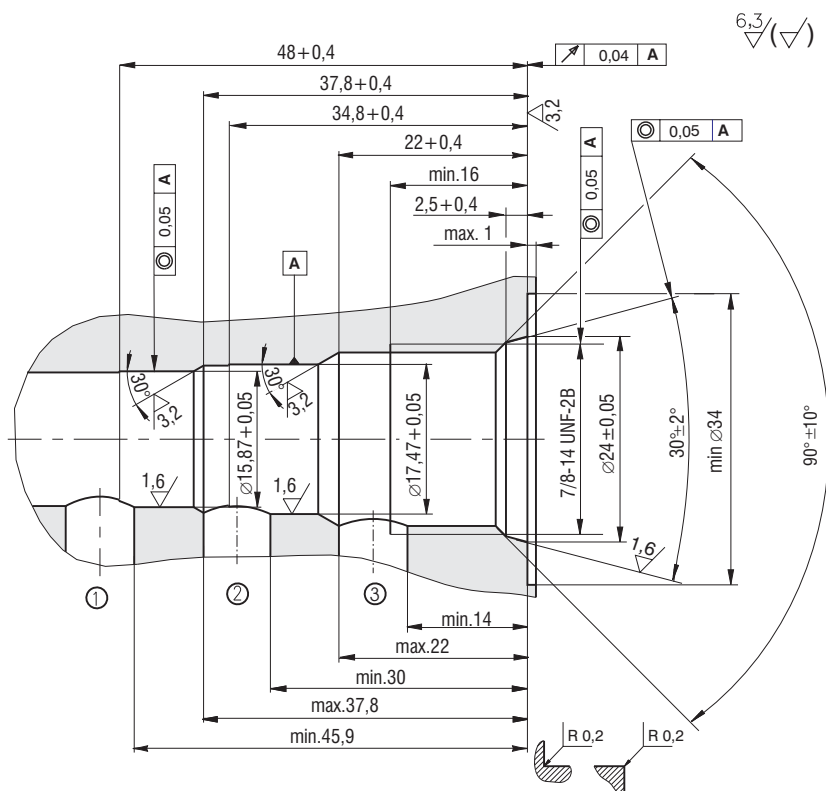 6,3 ( )
48+0,4
0,04 A
37,8+0,4
34,8+0,4
3,2
0,05 A
22+0,4
min.16
0,05 A
0,05 A
2,5+0,4
max. 1
A
30°
3,2
30°
3,2
⌀15,87+0,05
⌀17,47+0,05
7/8-14 UNF-2B
⌀24±0,05
30°±2°
min ⌀34
90°±10°
1,6
1,6
1,6
1
2
3
min.14
max.22
min.30
max.37,8
min.45,9
R 0,2
R 0,2